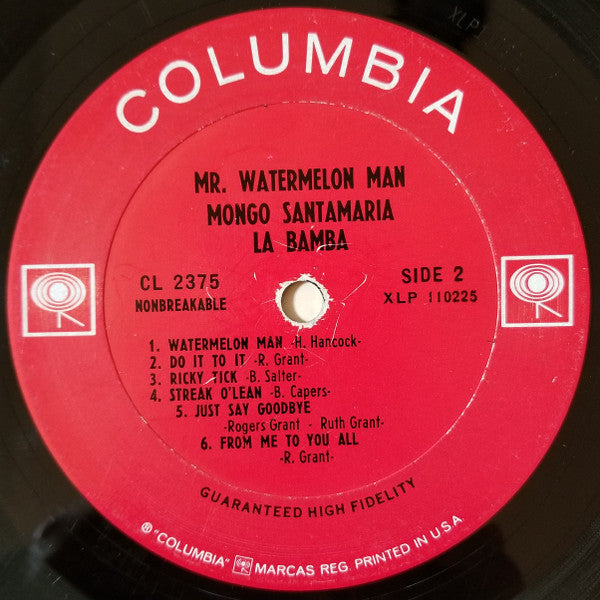 COLUMBIA
MR. WATERMELON MAN
MONGO SANTAMARIA
LA BAMBA
CL 2375
NONBREAKABLE
SIDE 2
XLP 110225
1. WATERMELON MAN -H. Hancock-
2. DO IT TO IT -R. Grant-
3. RICKY TICK -B. Salter-
4. STREAK O'LEAN -B. Capers-
5. JUST SAY GOODBYE
-Rogers Grant - Ruth Grant-
6. FROM ME TO YOU ALL
-R. Grant-
GUARANTEED HIGH FIDELITY
® "COLUMBIA" MARCAS REG. PRINTED IN U.S.A.
XLP